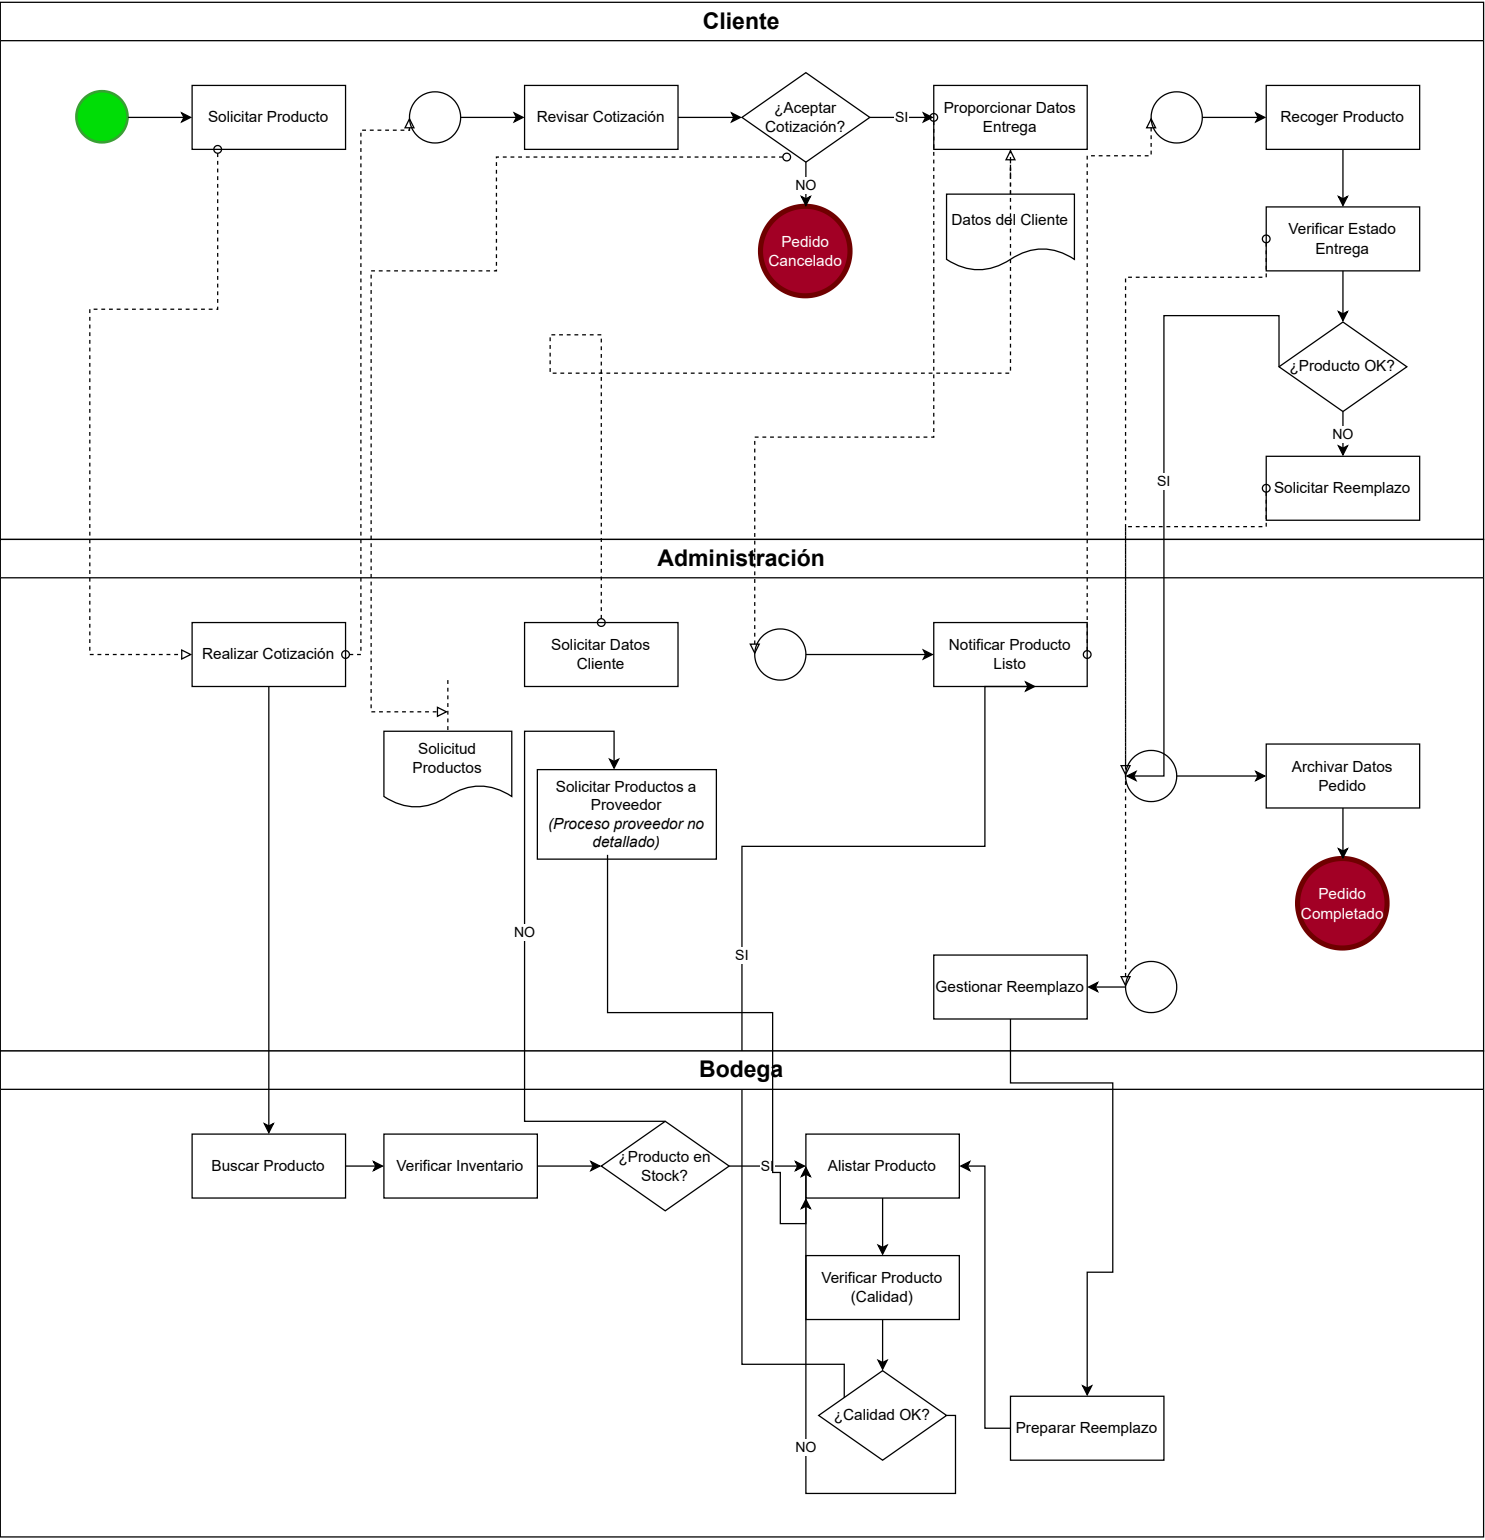 Cliente
Solicitar Producto
Revisar Cotización
¿Aceptar
Cotización?
SI
Proporcionar Datos
Entrega
Recoger Producto
NO
Pedido
Cancelado
Datos del Cliente
Verificar Estado
Entrega
¿Producto OK?
NO
SI
Solicitar Reemplazo
Administración
Realizar Cotización
Solicitar Datos
Cliente
Notificar Producto
Listo
Solicitud
Productos
Solicitar Productos a
Proveedor
(Proceso proveedor no
detallado)
Archivar Datos
Pedido
Pedido
Completado
NO
SI
Gestionar Reemplazo
Bodega
Buscar Producto
Verificar Inventario
¿Producto en
Stock?
SI
Alistar Producto
Verificar Producto
(Calidad)
¿Calidad OK?
NO
Preparar Reemplazo